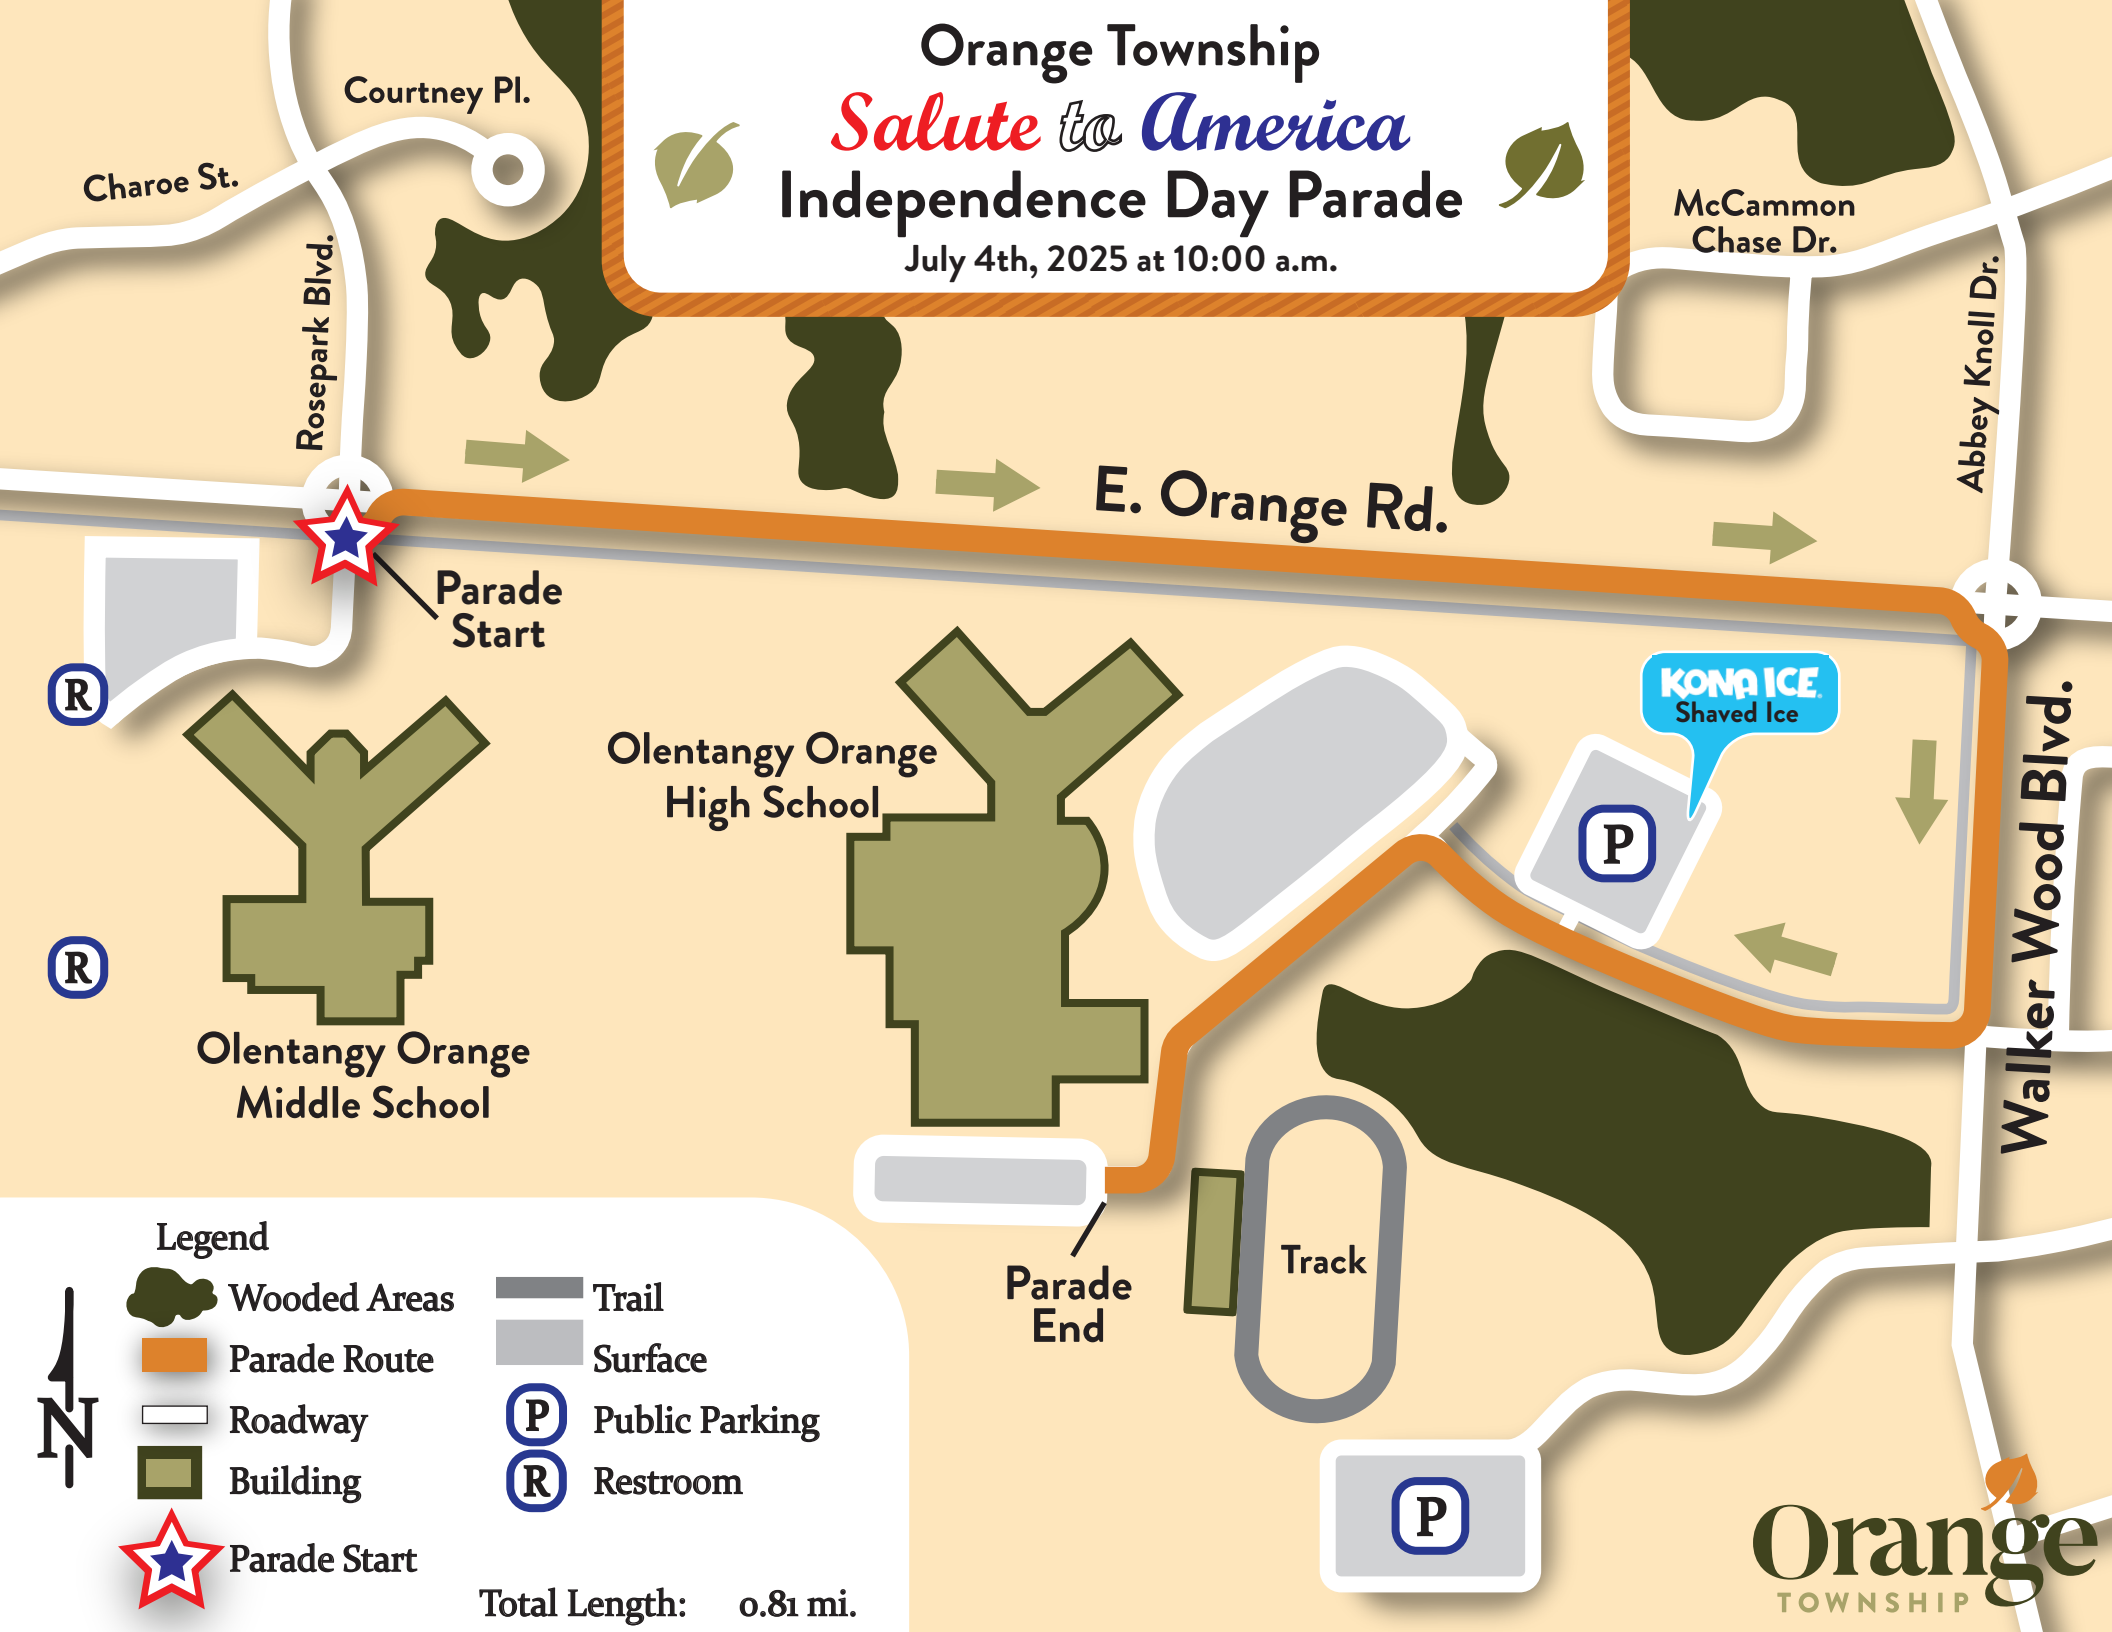 Orange Township
Salute to America
Independence Day Parade
July 4th, 2025 at 10:00 a.m.
Courtney Pl.
Charoe St.
Rosepark Blvd.
McCammon
Chase Dr.
Abbey Knoll Dr.
E. Orange Rd.
Parade
Start
KONA ICE
Shaved Ice
P
R
Olentangy Orange
High School
Walker Wood Blvd.
R
Olentangy Orange
Middle School
Parade
End
Track
P
Legend
Wooded Areas
Parade Route
Roadway
Building
Parade Start
Trail
Surface
P Public Parking
R Restroom
N
Total Length: 0.81 mi.
Orange
TOWNSHIP